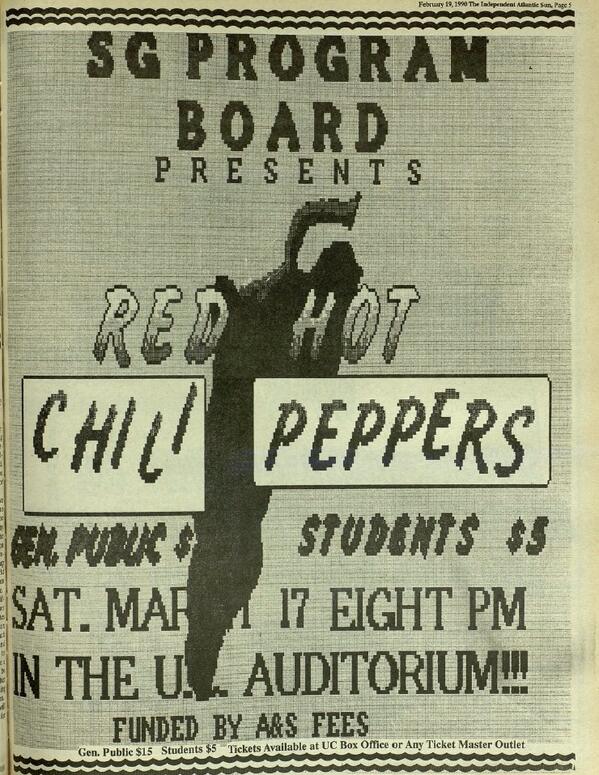 February 19, 1990 The Independent Atlantic Sun, Page 5
SG PROGRAM
BOARD
PRESENTS
RED HOT
CHILI PEPPERS
GEN. PUBLIC $ STUDENTS $5
SAT. MAR 17 EIGHT PM
IN THE U. AUDITORIUM!!!
FUNDED BY A&S FEES
Gen. Public $15 Students $5 Tickets Available at UC Box Office or Any Ticket Master Outlet